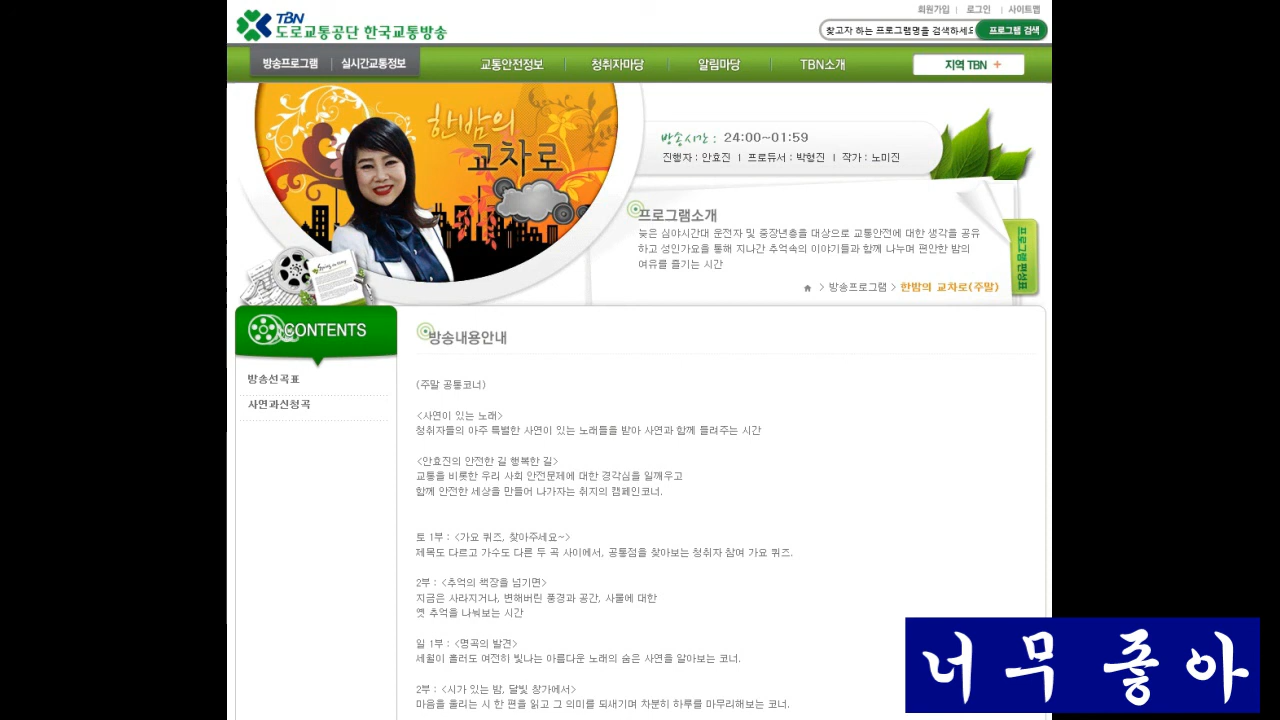 회원가입 | 로그인 | 사이트맵
TBN
도로교통공단 한국교통방송
찾고자 하는 프로그램명을 검색하세요
프로그램 검색
방송프로그램 | 실시간교통정보
교통안전정보 | 청취자마당 | 알림마당 | TBN소개
지역 TBN +
한밤의
교차로
방송시간 : 24:00~01:59
진행자 : 안효진 ㅣ 프로듀서 : 박형진 ㅣ 작가 : 노미진
프로그램소개
늦은 심야시간대 운전자 및 중장년층을 대상으로 교통안전에 대한 생각을 공유
하고 성인가요를 통해 지나간 추억속의 이야기들과 함께 나누며 편안한 밤의
여유를 즐기는 시간
프로그램 편성표
> 방송프로그램 > 한밤의 교차로(주말)
CONTENTS
방송선곡표
사연과신청곡
방송내용안내
(주말 공통코너)
<사연이 있는 노래>
청취자들의 아주 특별한 사연이 있는 노래들을 받아 사연과 함께 들려주는 시간
<안효진의 안전한 길 행복한 길>
교통을 비롯한 우리 사회 안전문제에 대한 경각심을 일깨우고
함께 안전한 세상을 만들어 나가자는 취지의 캠페인코너.
토 1부 : <가요 퀴즈, 찾아주세요~>
제목도 다르고 가수도 다른 두 곡 사이에서, 공통점을 찾아보는 청취자 참여 가요 퀴즈.
2부 : <추억의 책장을 넘기면>
지금은 사라지거나, 변해버린 풍경과 공간, 사물에 대한
옛 추억을 나눠보는 시간
일 1부 : <명곡의 발견>
세월이 흘러도 여전히 빛나는 아름다운 노래의 숨은 사연을 알아보는 코너.
2부 : <시가 있는 밤, 달빛 창가에서>
마음을 울리는 시 한 편을 읽고 그 의미를 되새기며 차분히 하루를 마무리해보는 코너.
너무 좋아